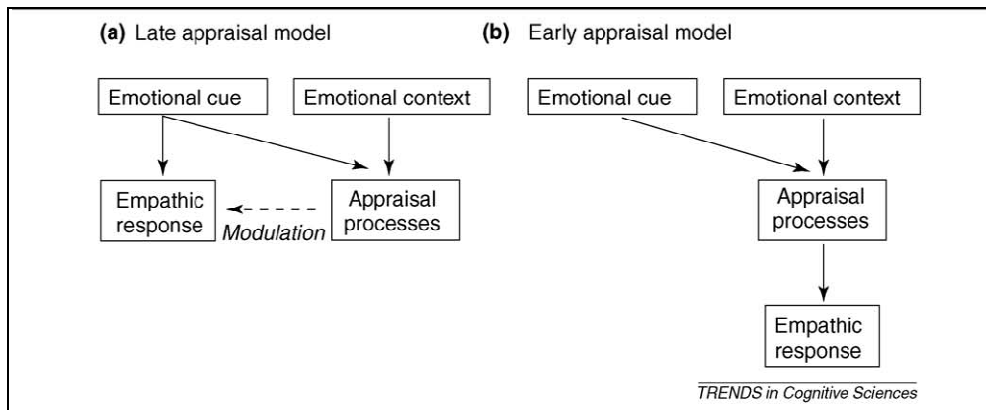 (a) Late appraisal model
Emotional cue
Emotional context
Empathic
response
Modulation
Appraisal
processes
(b) Early appraisal model
Emotional cue
Emotional context
Appraisal
processes
Empathic
response
TRENDS in Cognitive Sciences